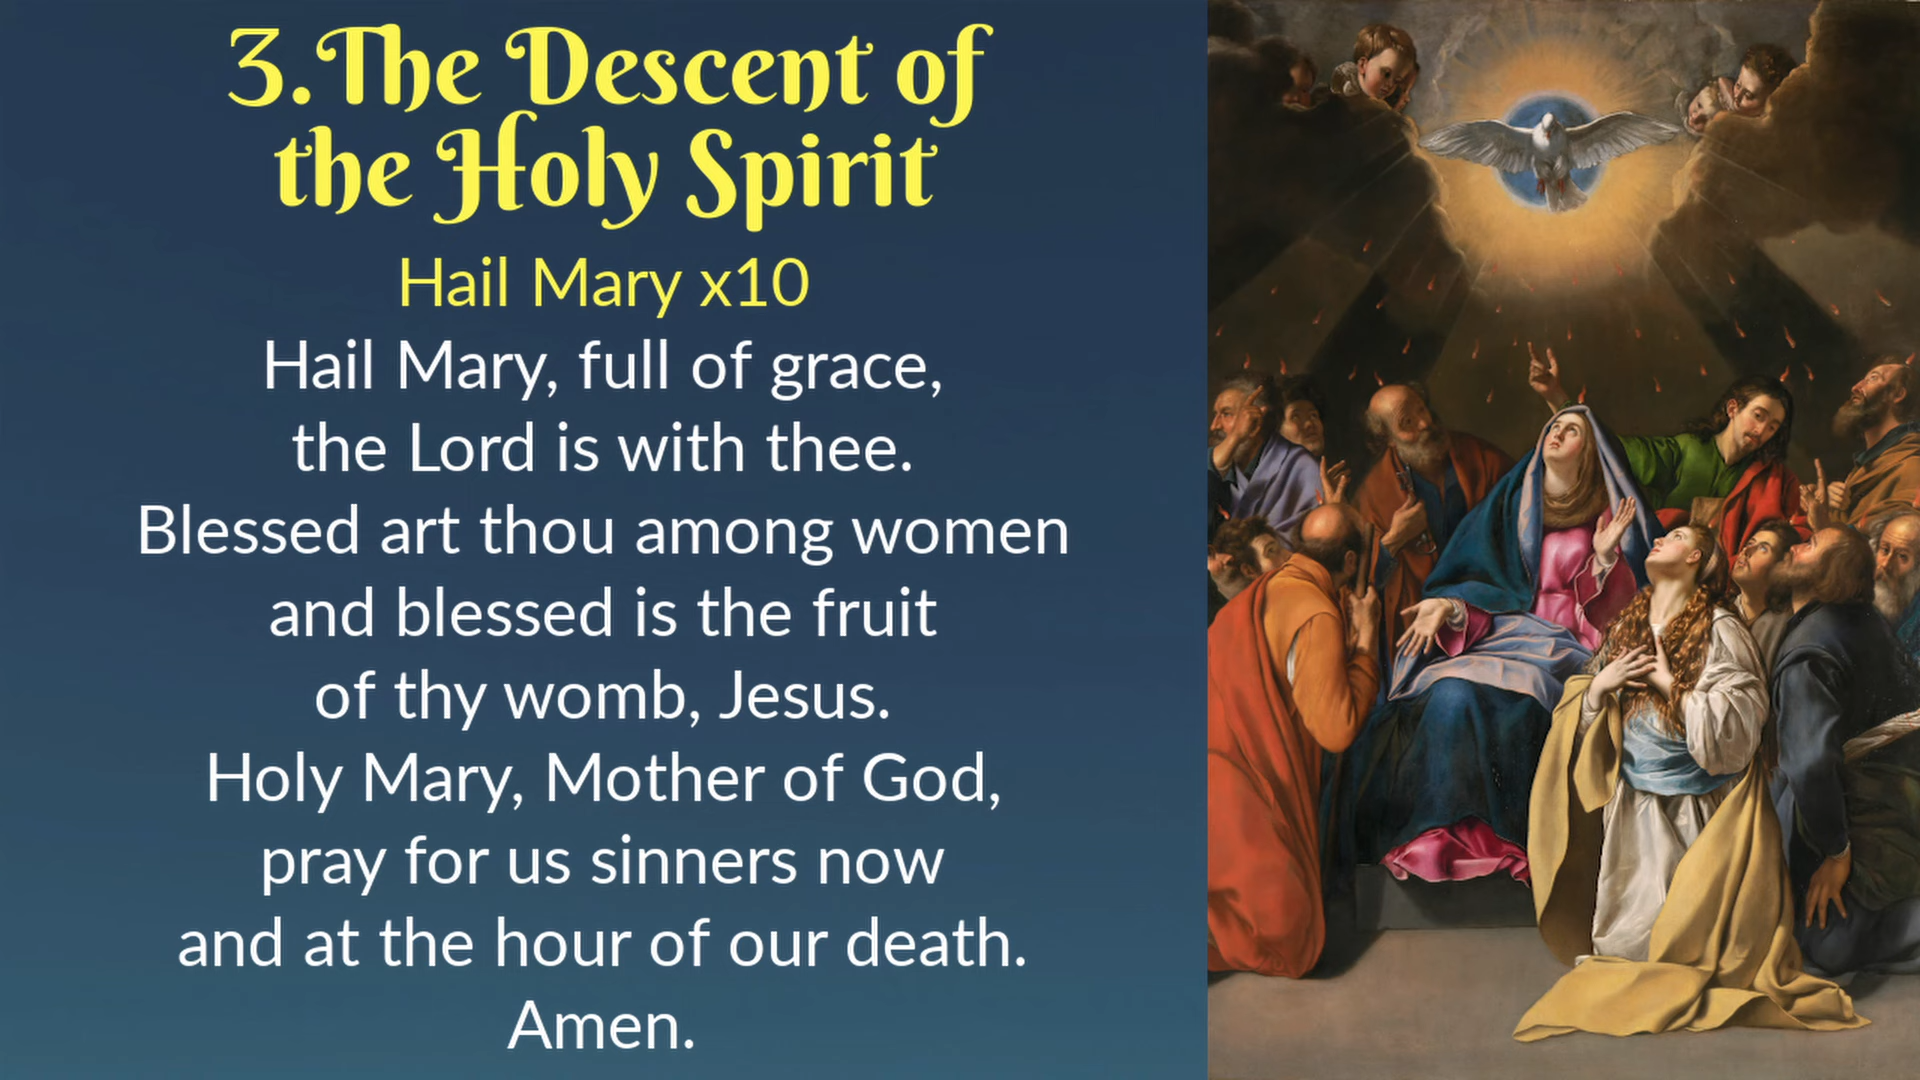 3.The Descent of
the Holy Spirit
Hail Mary x10
Hail Mary, full of grace,
the Lord is with thee.
Blessed art thou among women
and blessed is the fruit
of thy womb, Jesus.
Holy Mary, Mother of God,
pray for us sinners now
and at the hour of our death.
Amen.